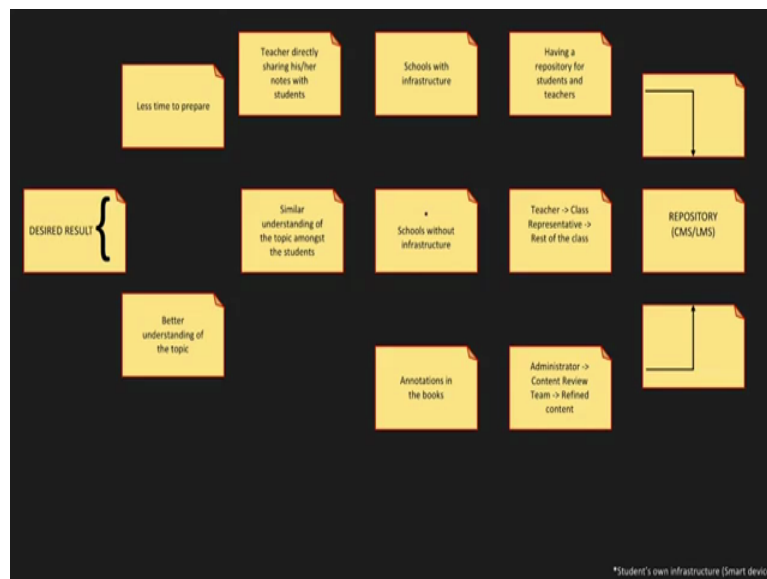 Teacher directly
sharing his/her
notes with
students
Schools with
infrastructure
Having a
repository for
students and
teachers
Less time to prepare
DESIRED RESULT {
Similar
understanding of
the topic amongst
the students
*
Schools without
infrastructure
Teacher -> Class
Representative ->
Rest of the class
REPOSITORY
(CMS/LMS)
Better
understanding of
the topic
Annotations in
the books
Administrator ->
Content Review
Team -> Refined
content
*Student's own infrastructure (Smart devic